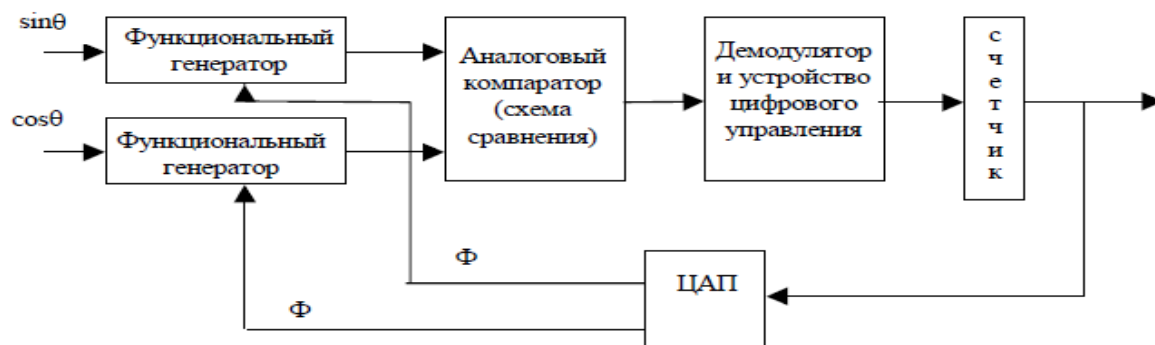 sinθ
Функциональный
генератор
cosθ
Функциональный
генератор
Аналоговый
компаратор
(схема
сравнения)
Демодулятор
и устройство
цифрового
управления
с
ч
е
т
ч
и
к
Ф
Ф
ЦАП